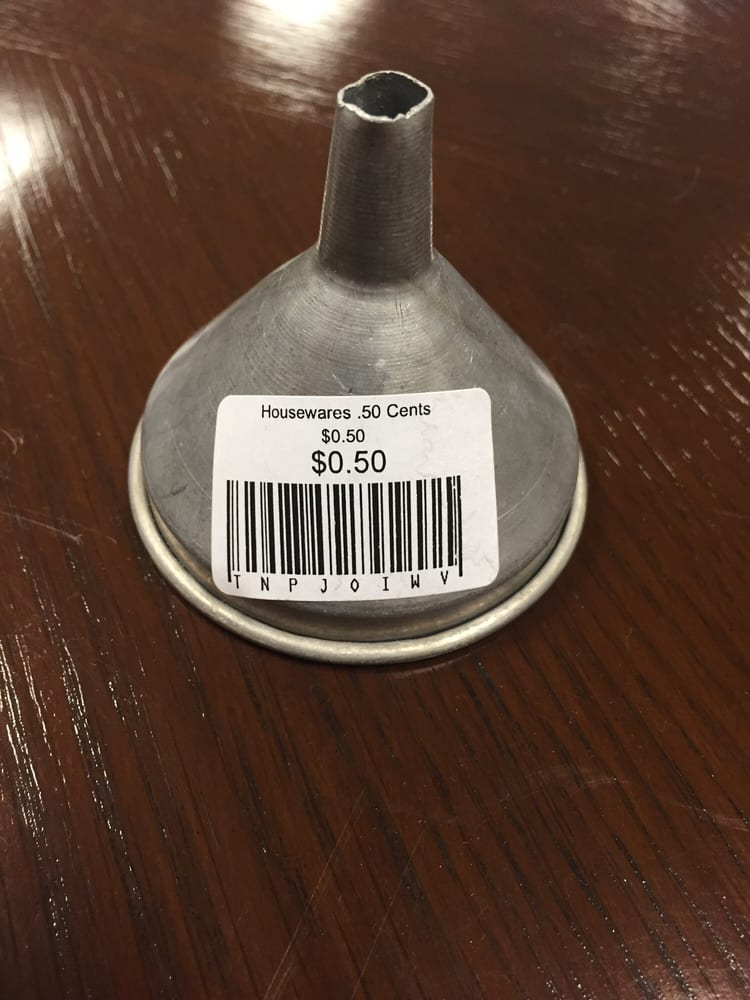 Housewares .50 Cents
$0.50
$0.50
T N P J O I W V